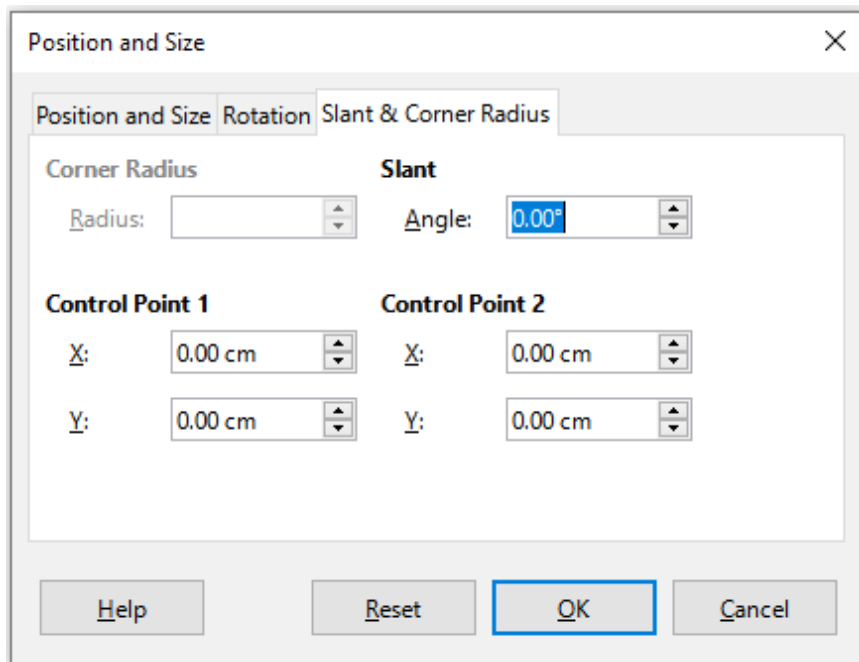 Position and Size
Position and Size Rotation Slant & Corner Radius
Corner Radius Slant
Radius: Angle: 0.00°
Control Point 1 Control Point 2
X: 0.00 cm X: 0.00 cm
Y: 0.00 cm Y: 0.00 cm
Help Reset OK Cancel